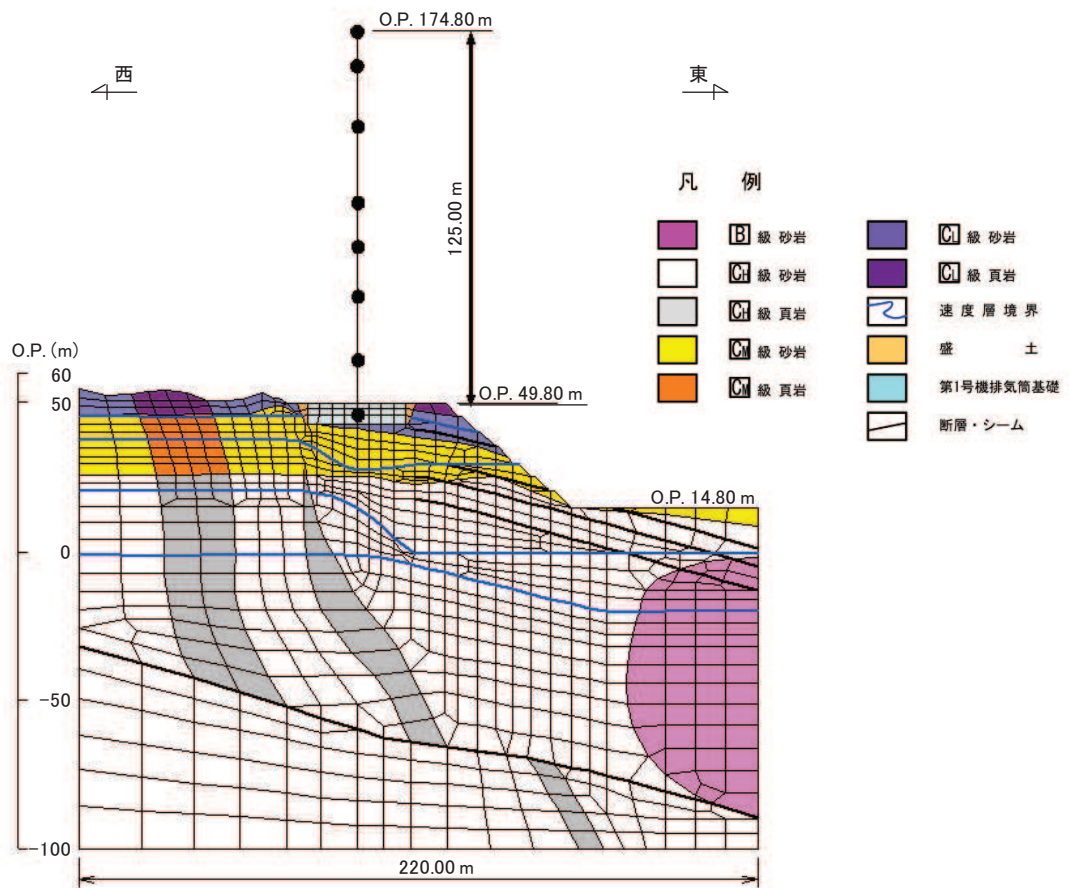 O.P. 174.80 m
西
東
125.00 m
凡 例
B 級 砂岩
CH 級 砂岩
CH 級 頁岩
CM 級 砂岩
CM 級 頁岩
CL 級 砂岩
CL 級 頁岩
速度層境界
盛 土
第1号機排気筒基礎
断層・シーム
O.P. (m)
60
50
0
-50
-100
O.P. 49.80 m
O.P. 14.80 m
220.00 m